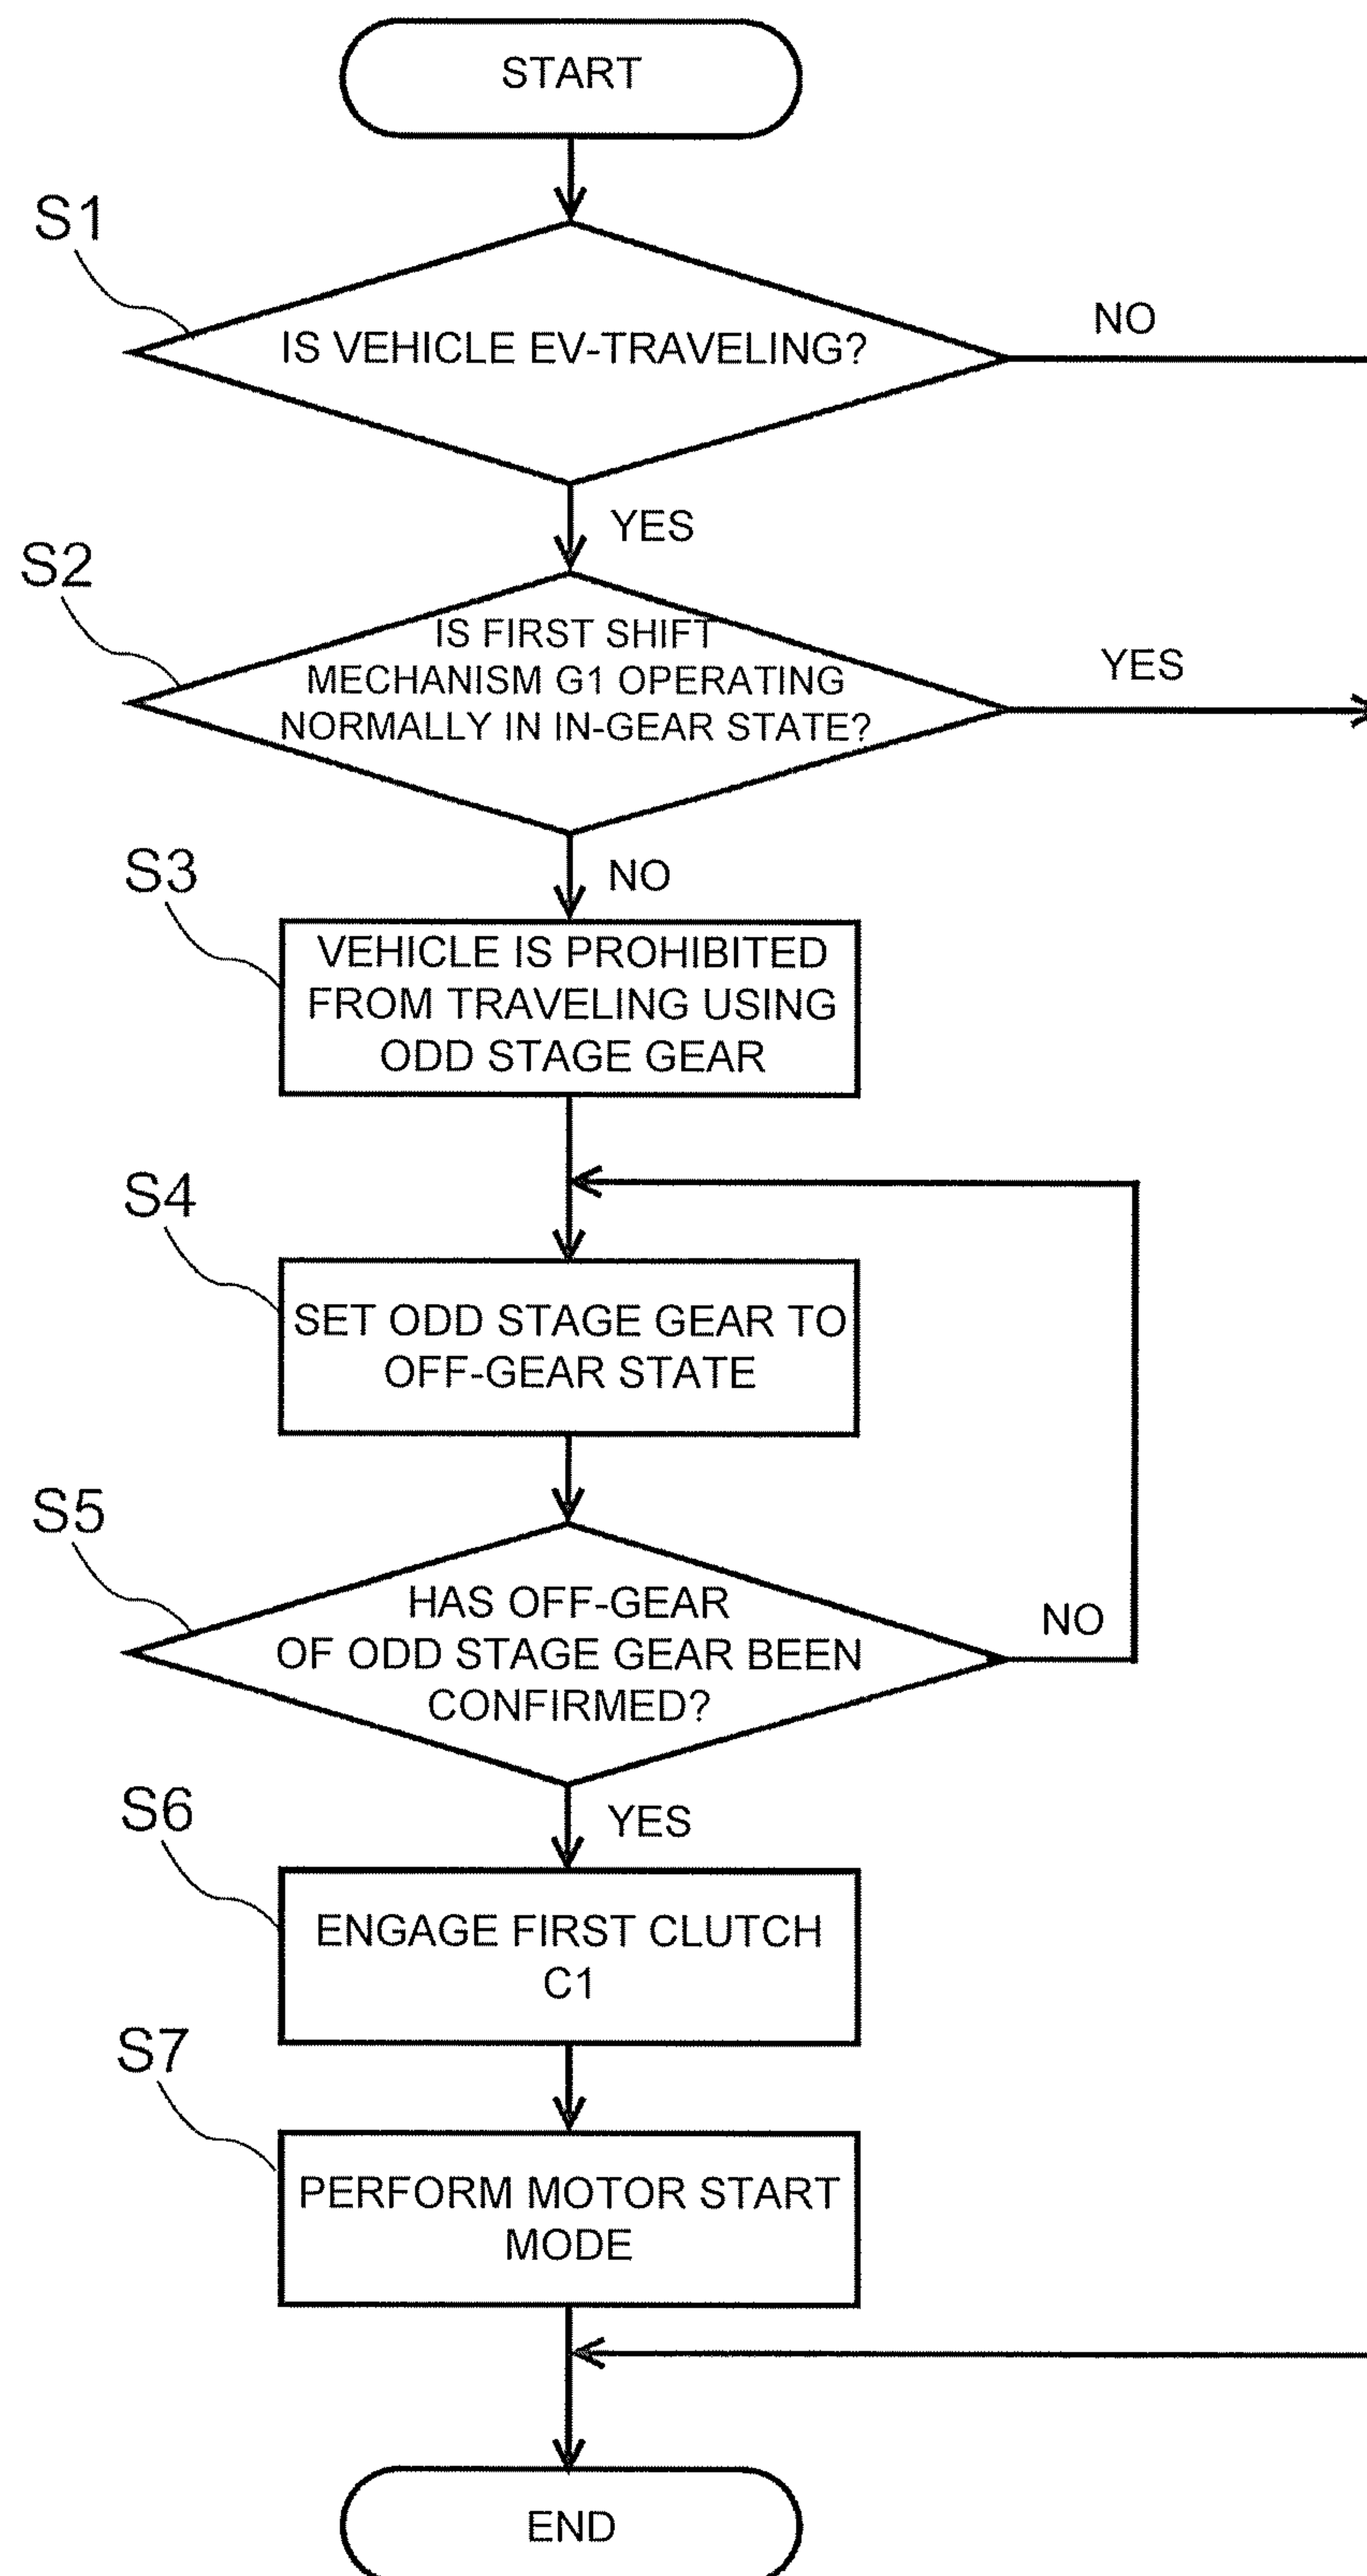 START
S1
IS VEHICLE EV-TRAVELING?
NO
YES
S2
IS FIRST SHIFT
MECHANISM G1 OPERATING
NORMALLY IN IN-GEAR STATE?
YES
NO
S3
VEHICLE IS PROHIBITED
FROM TRAVELING USING
ODD STAGE GEAR
S4
SET ODD STAGE GEAR TO
OFF-GEAR STATE
S5
HAS OFF-GEAR
OF ODD STAGE GEAR BEEN
CONFIRMED?
NO
YES
S6
ENGAGE FIRST CLUTCH
C1
S7
PERFORM MOTOR START
MODE
END